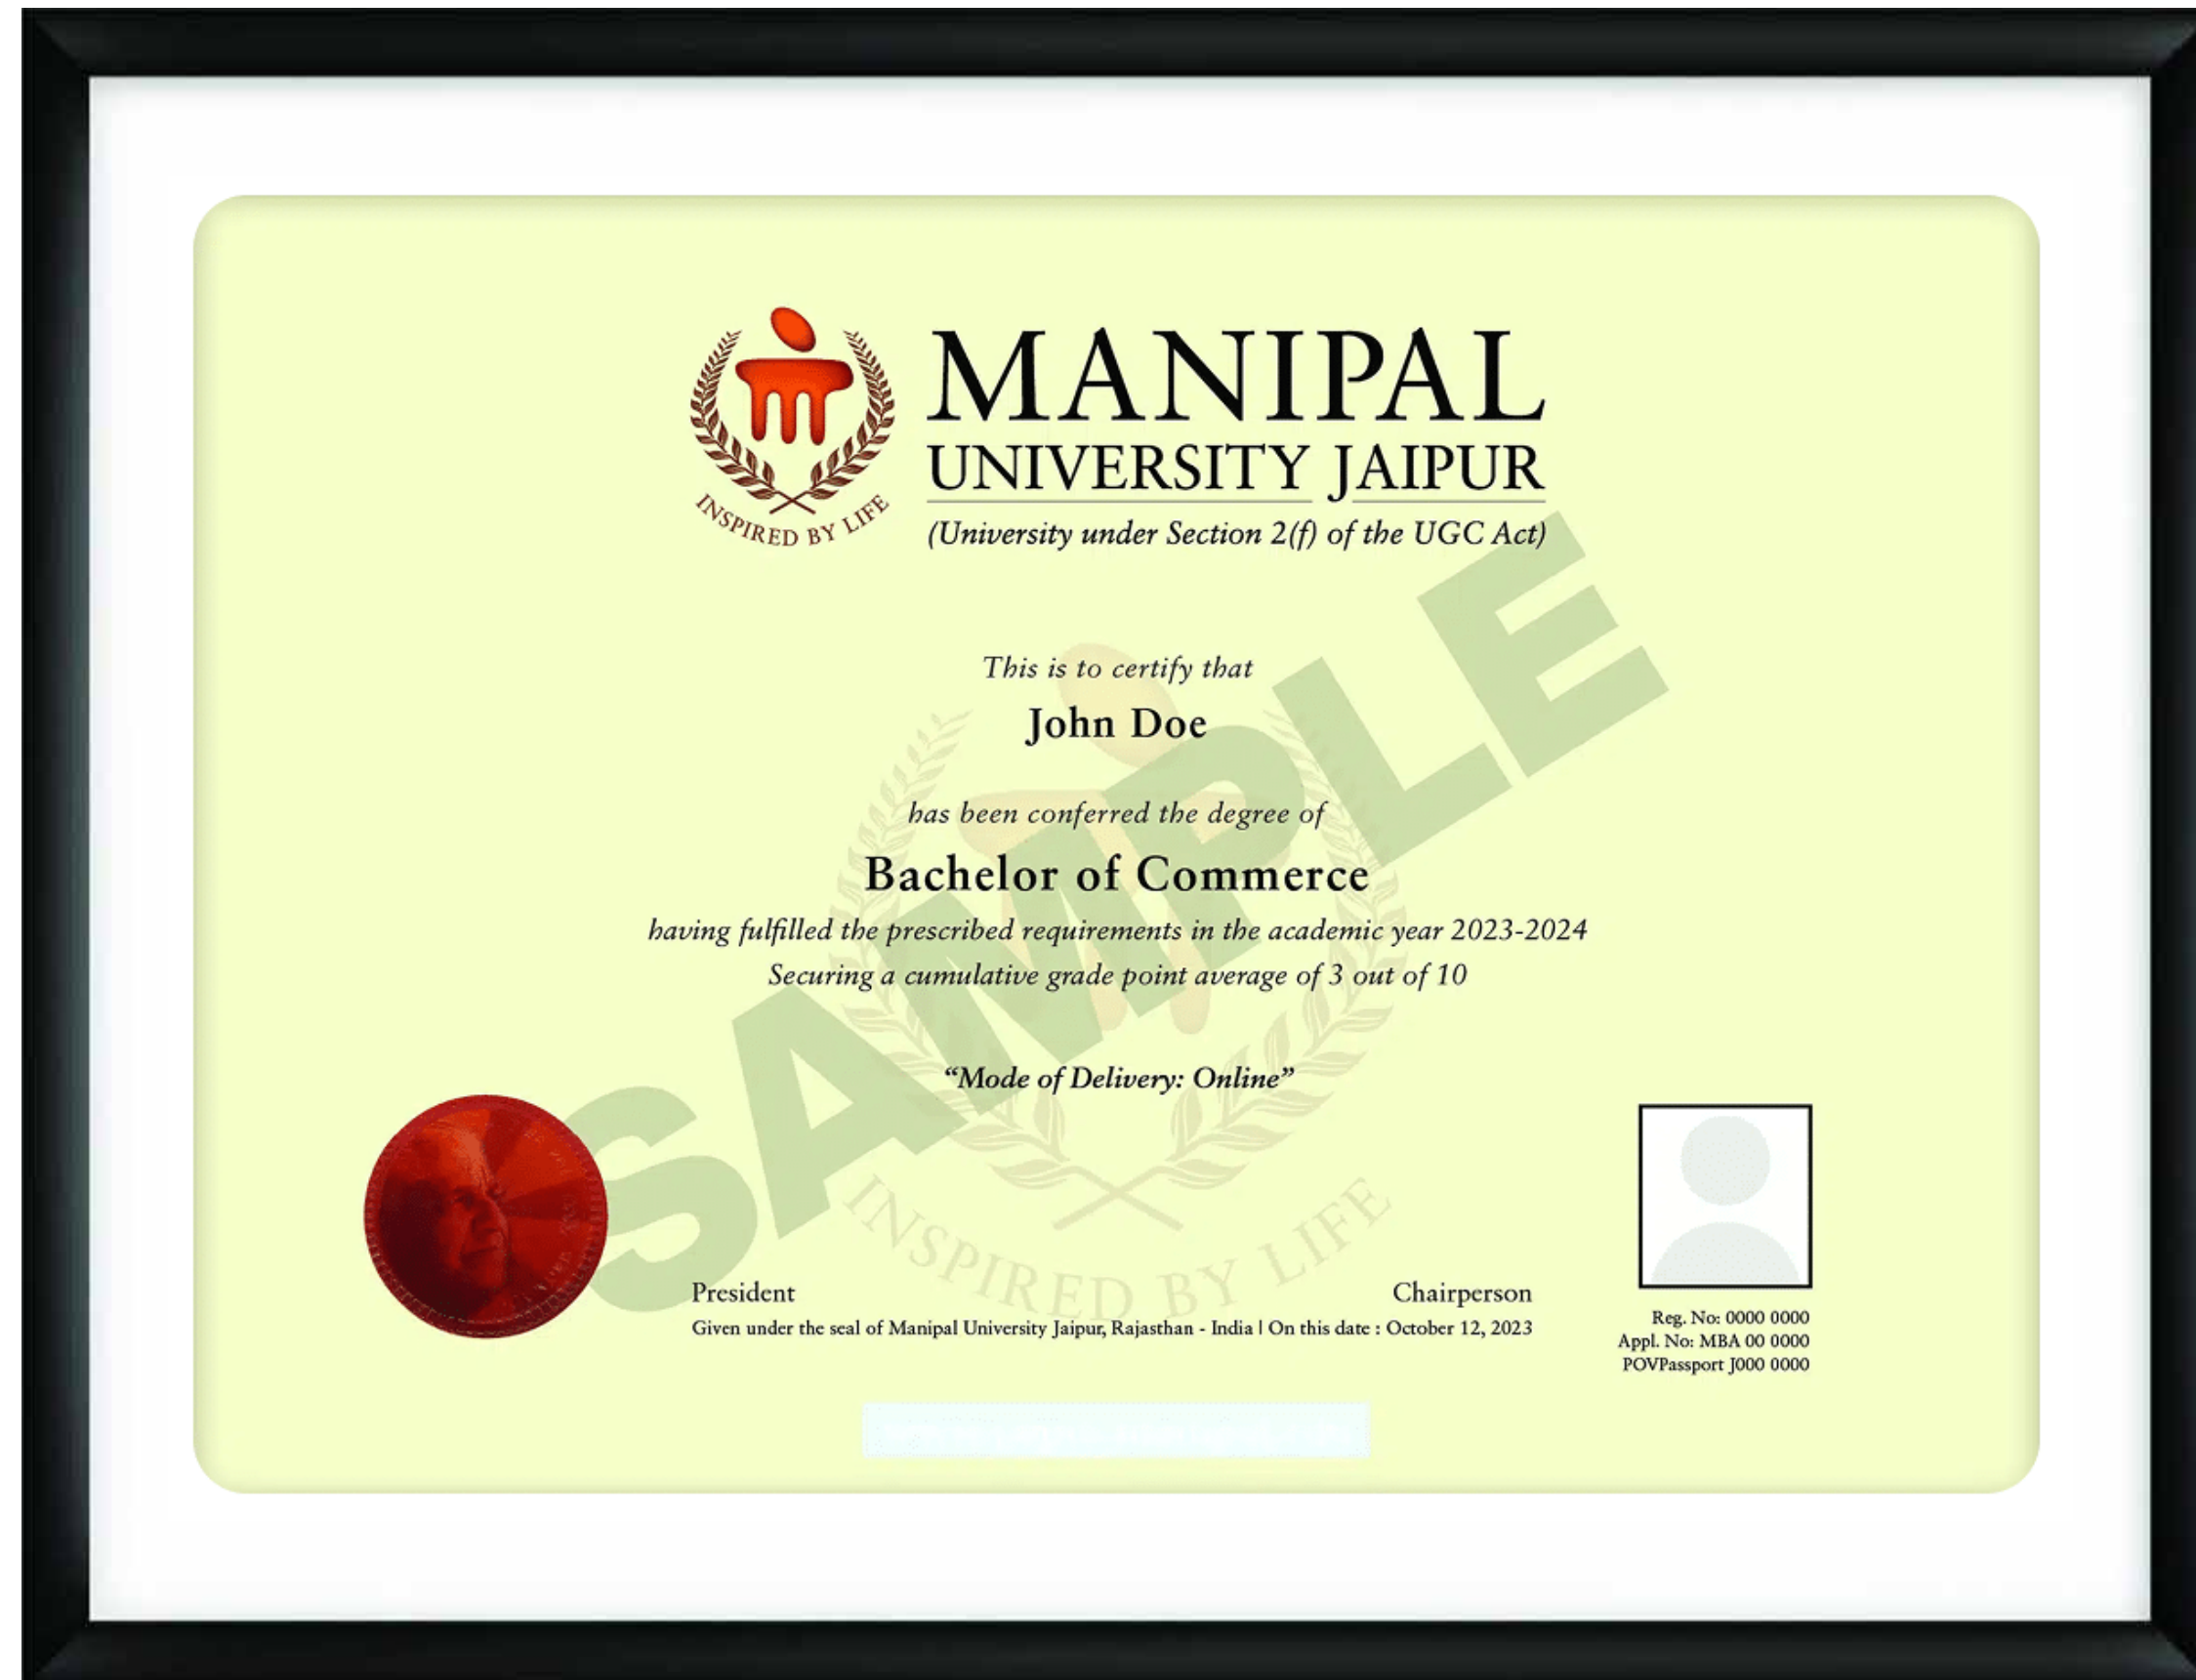 MANIPAL
UNIVERSITY JAIPUR
(University under Section 2(f) of the UGC Act)
INSPIRED BY LIFE
This is to certify that
John Doe
has been conferred the degree of
Bachelor of Commerce
having fulfilled the prescribed requirements in the academic year 2023-2024
Securing a cumulative grade point average of 3 out of 10
“Mode of Delivery: Online”
SAMPLE
INSPIRED BY LIFE
President
Chairperson
Given under the seal of Manipal University Jaipur, Rajasthan - India | On this date : October 12, 2023
Reg. No: 0000 0000
Appl. No: MBA 00 0000
POVPassport J000 0000